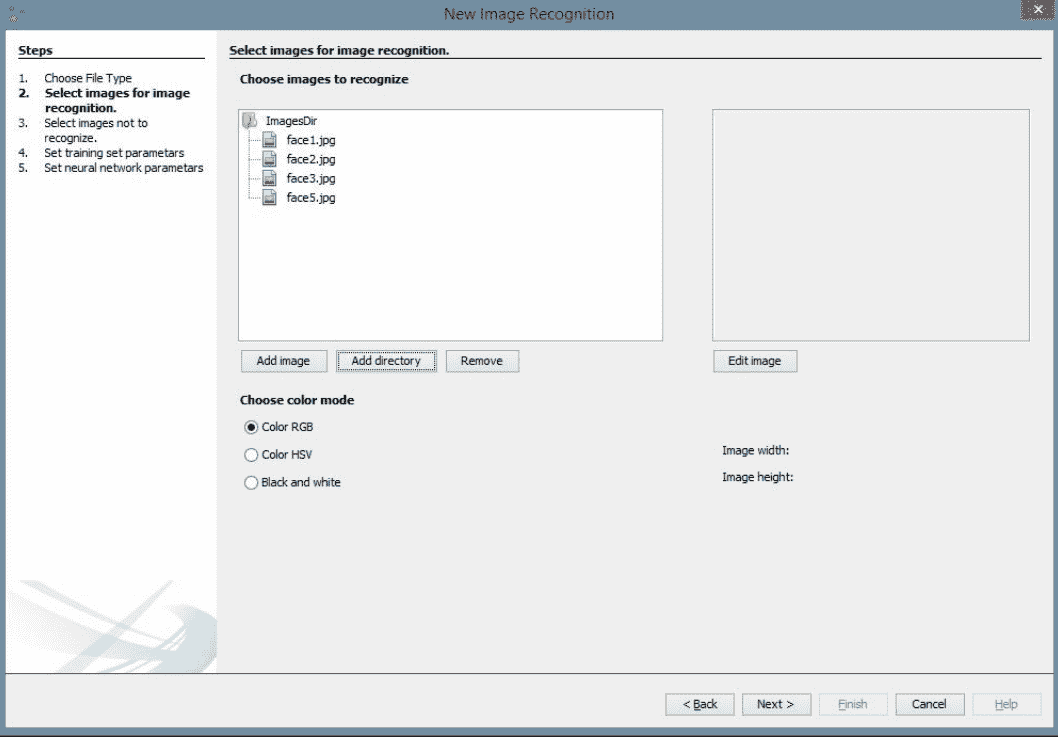 New Image Recognition
Steps
1. Choose File Type
2. Select images for image
recognition.
3. Select images not to
recognize.
4. Set training set parametars
5. Set neural network parametars
Select images for image recognition.
Choose images to recognize
ImagesDir
face1.jpg
face2.jpg
face3.jpg
face5.jpg
Add image Add directory Remove
Edit image
Choose color mode
Color RGB
Color HSV
Black and white
Image width:
Image height:
< Back Next > Finish Cancel Help